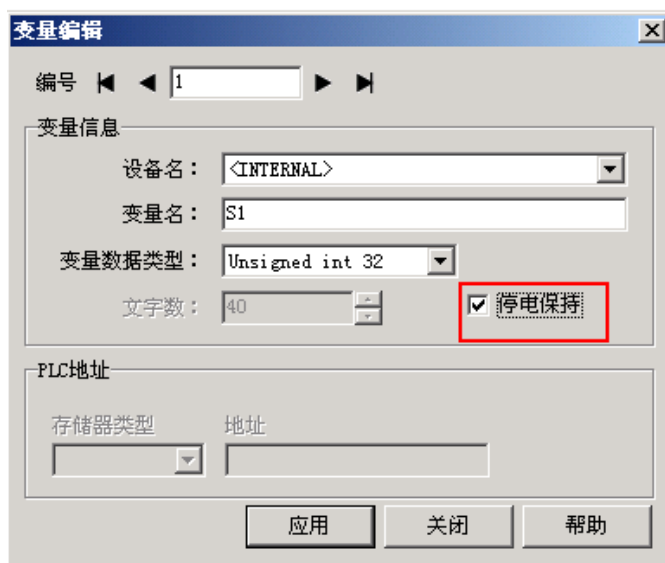 变量编辑
编号 1
变量信息
设备名： <INTERNAL>
变量名： S1
变量数据类型： Unsigned int 32
文字数： 40 停电保持
PLC地址
存储器类型 地址
应用 关闭 帮助